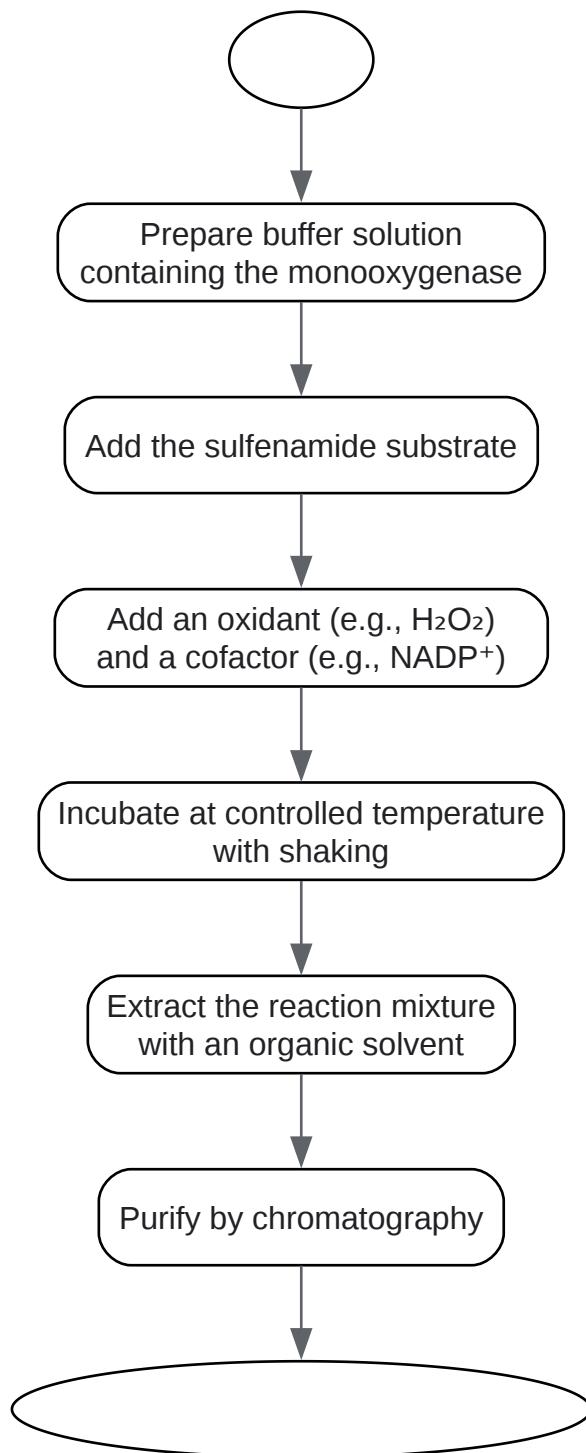 Prepare buffer solution
containing the monooxygenase
Add the sulfenamide substrate
Add an oxidant (e.g., H₂O₂)
and a cofactor (e.g., NADP⁺)
Incubate at controlled temperature
with shaking
Extract the reaction mixture
with an organic solvent
Purify by chromatography